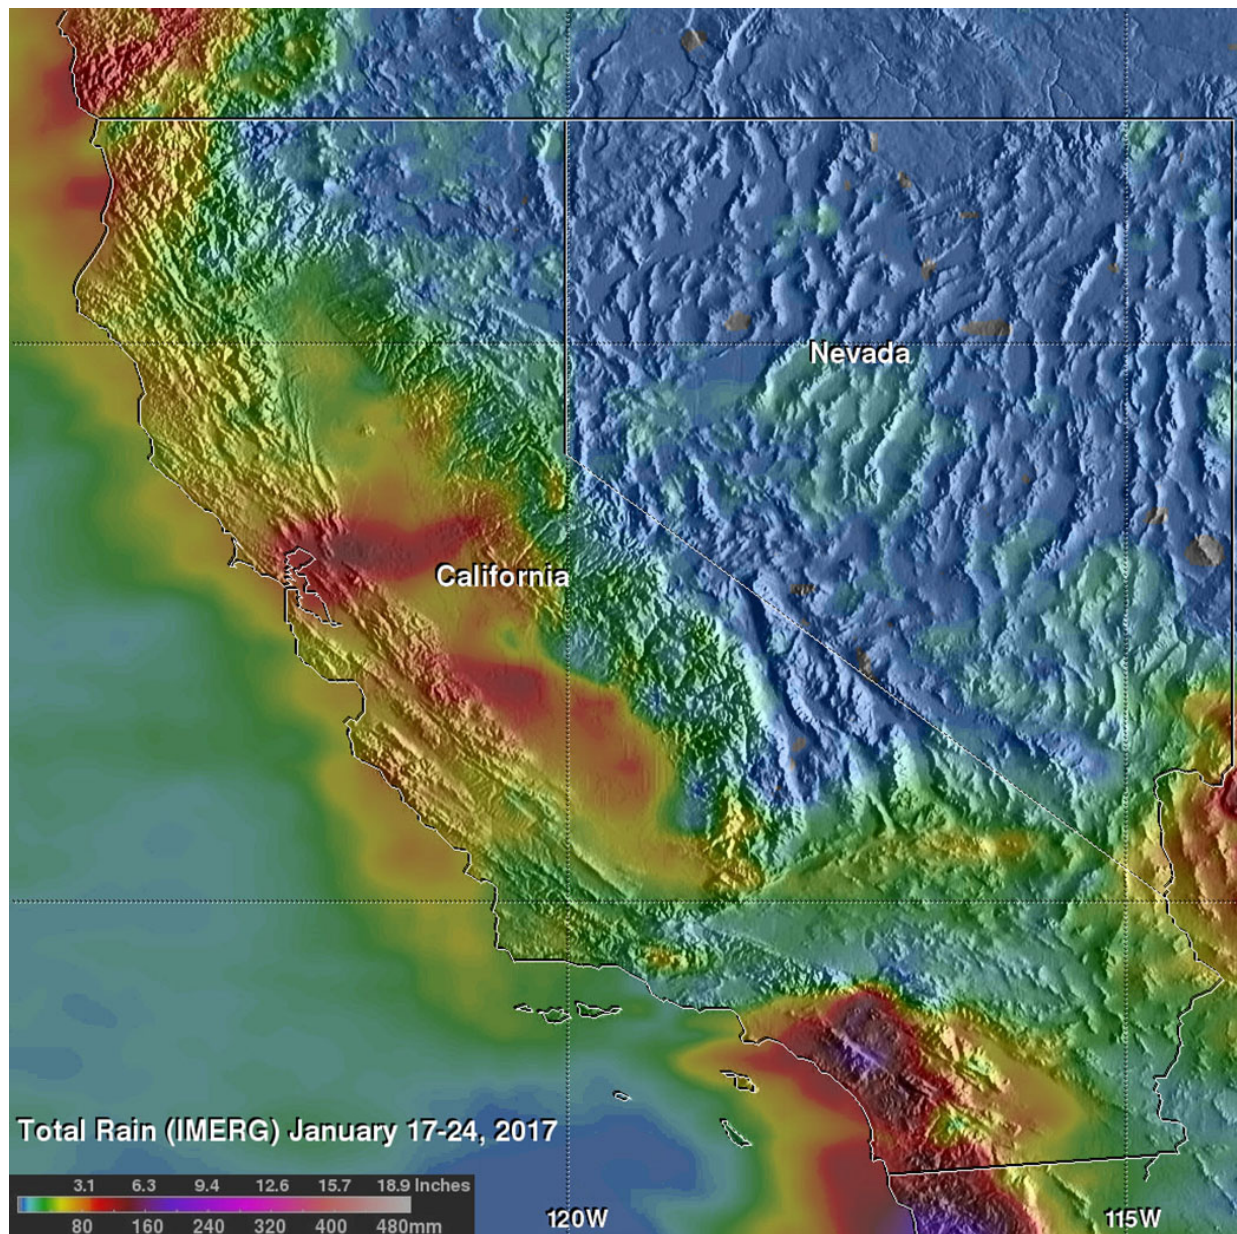 Nevada
California
Total Rain (IMERG) January 17-24, 2017
3.1 6.3 9.4 12.6 15.7 18.9 Inches
80 160 240 320 400 480mm
120W 115W